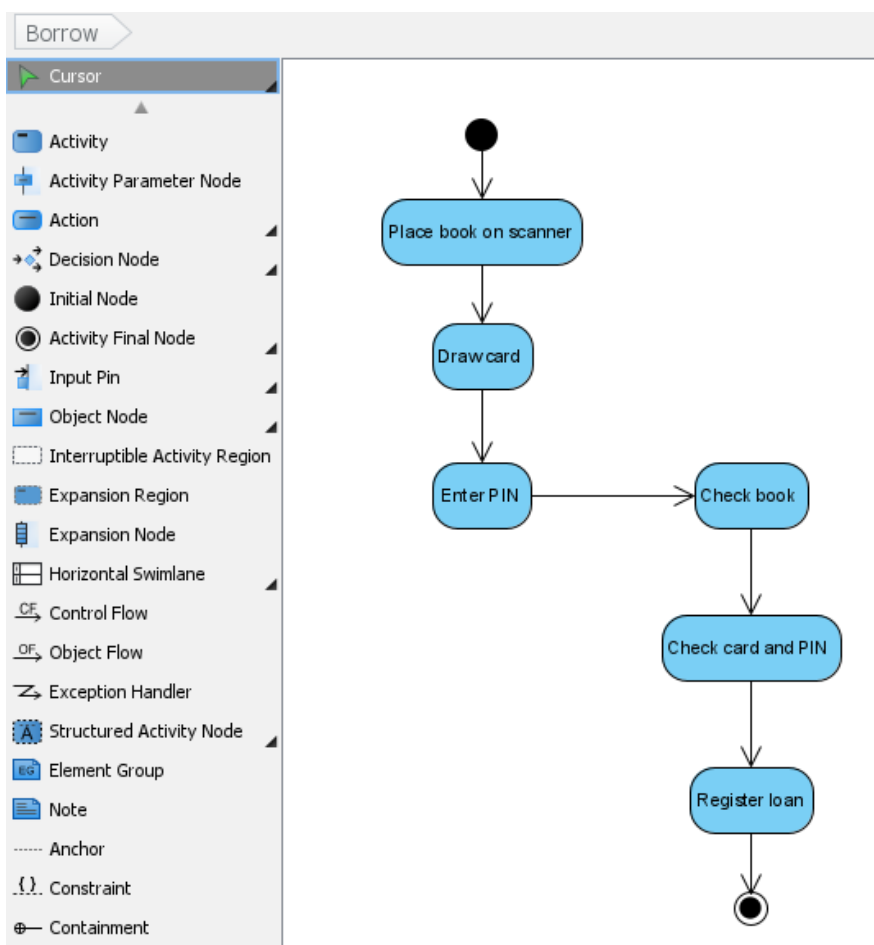 Borrow
Cursor
Activity
Activity Parameter Node
Action
Decision Node
Initial Node
Activity Final Node
Input Pin
Object Node
Interruptible Activity Region
Expansion Region
Expansion Node
Horizontal Swimlane
CF Control Flow
OF Object Flow
Exception Handler
A Structured Activity Node
EG Element Group
Note
Anchor
{} Constraint
Containment
Place book on scanner
Draw card
Enter PIN
Check book
Check card and PIN
Register loan